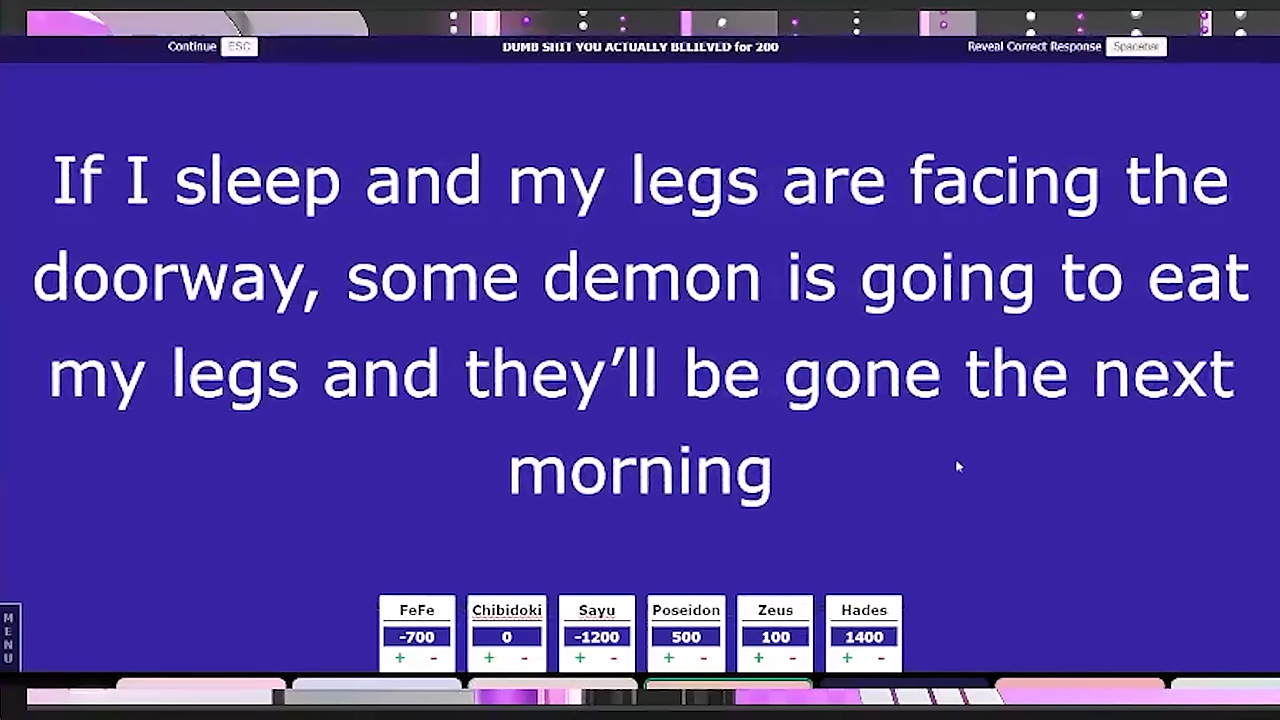 Continue ESC
DUMB SHIT YOU ACTUALLY BELIEVED for 200
Reveal Correct Response Spacebar
If I sleep and my legs are facing the
doorway, some demon is going to eat
my legs and they’ll be gone the next
morning
MENU
FeFe Chibidoki Sayu Poseidon Zeus Hades
-700 0 -1200 500 100 1400
+ - + - + - + - + - + -